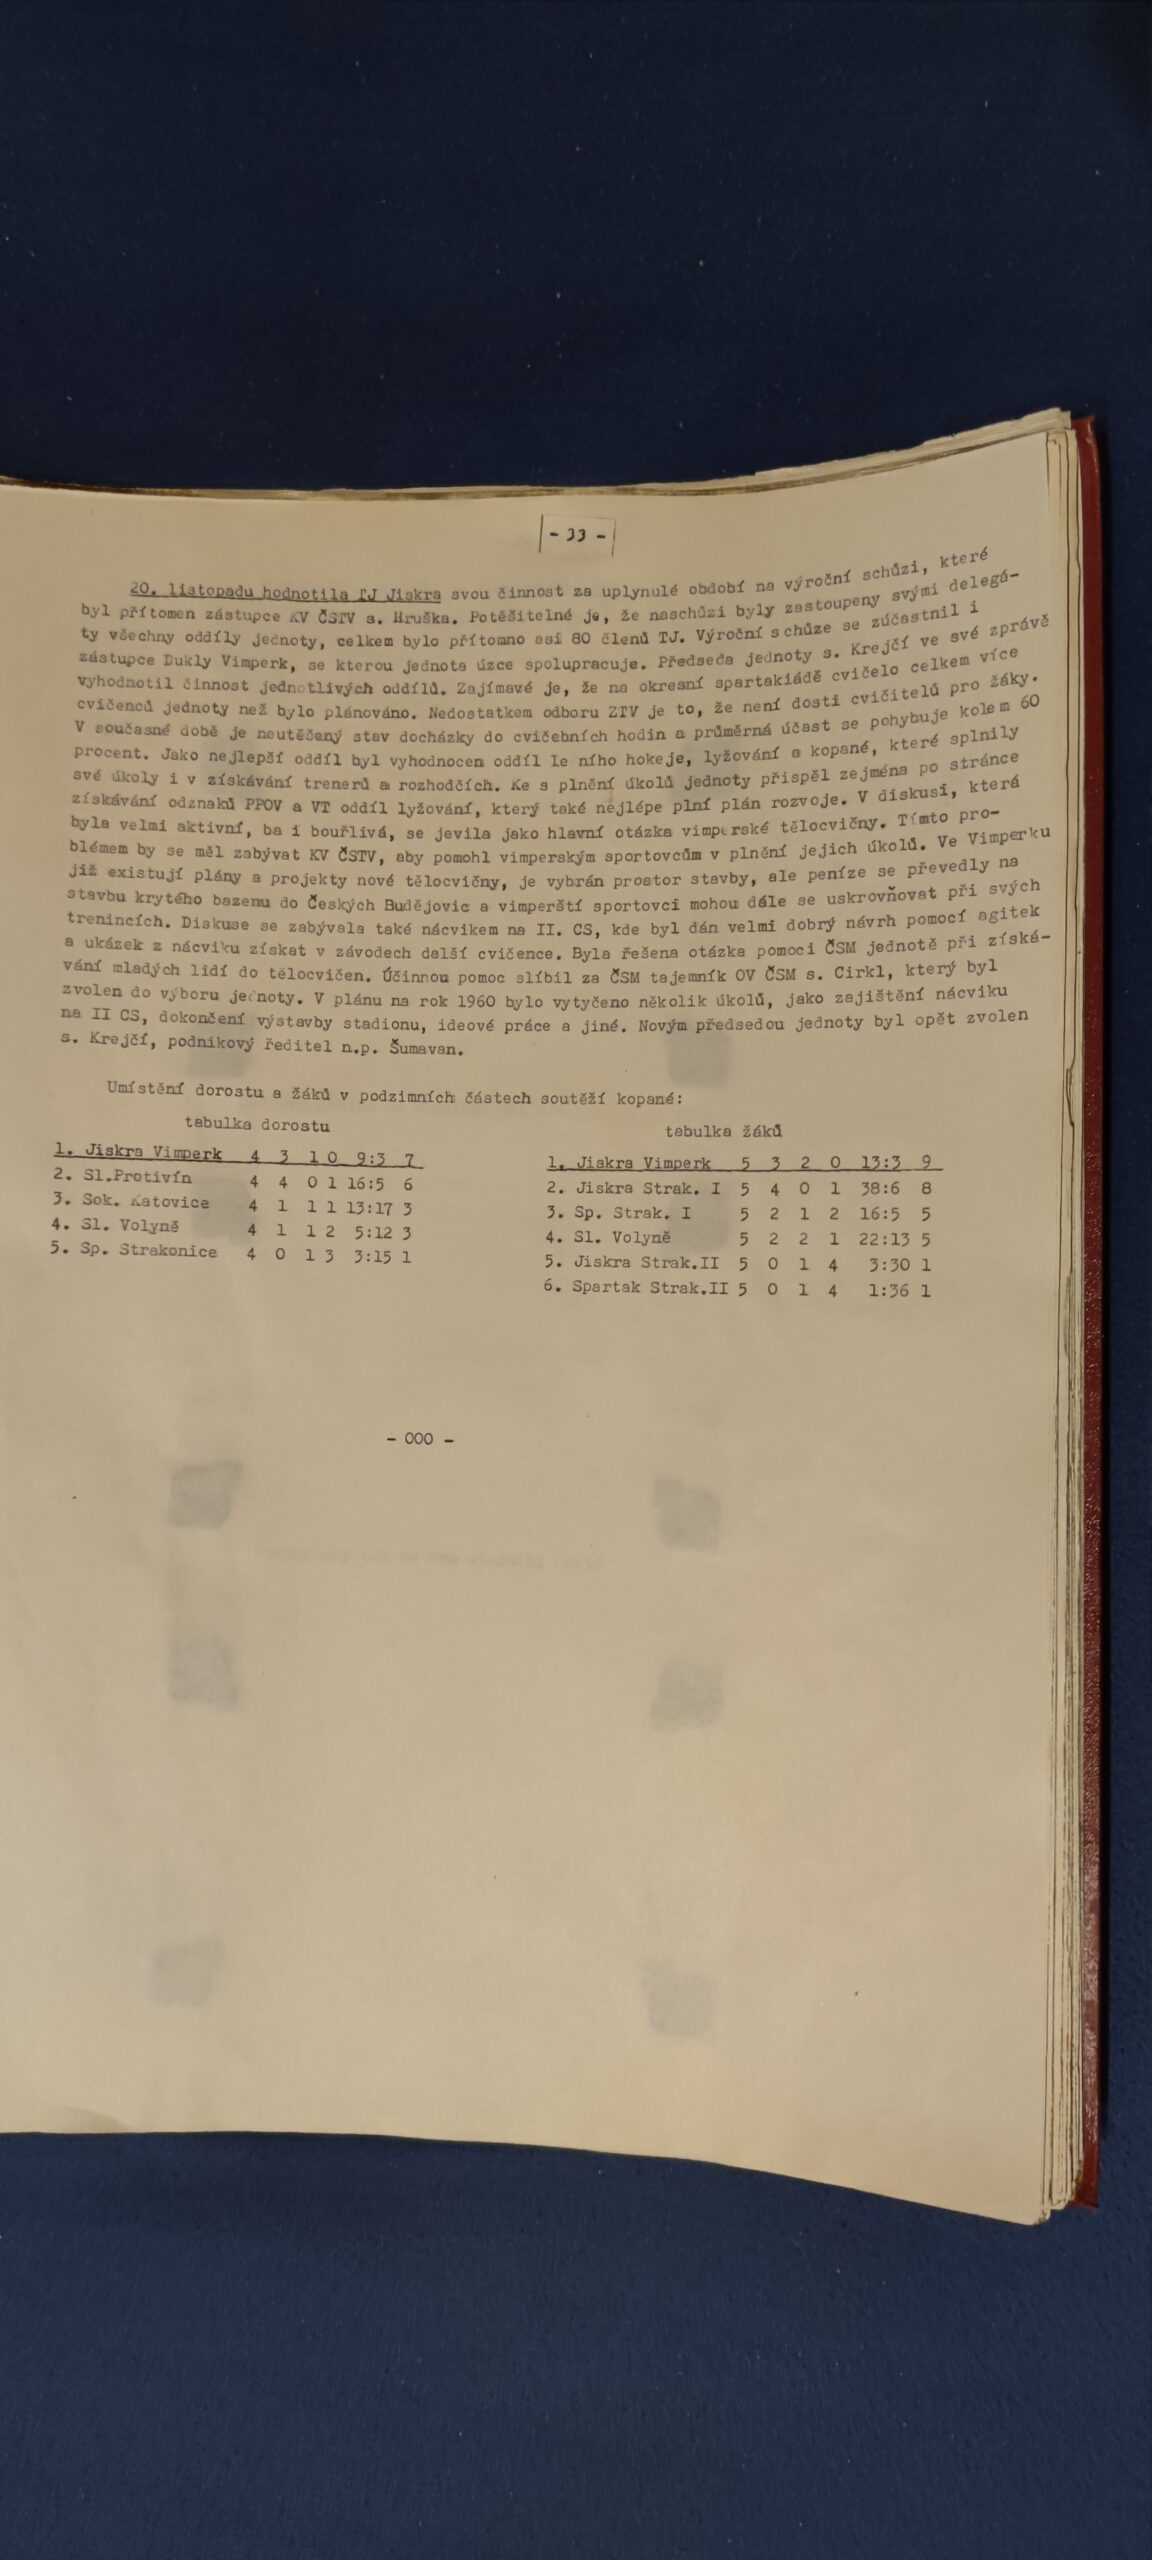 - 33 -
20. listopadu hodnotila TJ Jiskra svou činnost za uplynulé období na výroční schůzi, které
byl přítomen zástupce KV ČSTV s. Hruška. Potěšitelné je, že naschůzi byly zastoupeny svými delegá-
ty všechny oddíly jednoty, celkem bylo přítomno asi 80 členů TJ. Výroční schůze se zúčastnil i
zástupce Dukly Vimperk, se kterou jednota úzce spolupracuje. Předseda jednoty s. Krejčí ve své zprávě
vyhodnotil činnost jednotlivých oddílů. Zajímavé je, že na okresní spartakiádě cvičelo celkem více
cvičenců jednoty než bylo plánováno. Nedostatkem odboru ZTV je to, že není dosti cvičitelů pro žáky.
V současné době je neutěčený stav docházky do cvičebních hodin a průměrná účast se pohybuje kolem 60
procent. Jako nejlepší oddíl byl vyhodnocen oddíl le ního hokeje, lyžování a kopané, které splnily
své úkoly i v získávání trenerů a rozhodčích. Ke s plnění úkolů jednoty přispěl zejména po stránce
získávání odznaků PPOV a VT oddíl lyžování, který také nejlépe plní plán rozvoje. V diskusi, která
byla velmi aktivní, ba i bouřlivá, se jevila jako hlavní otázka vimperské tělocvičny. Tímto pro-
blémem by se měl zabývat KV ČSTV, aby pomohl vimperským sportovcům v plnění jejich úkolů. Ve Vimperku
již existují plány a projekty nové tělocvičny, je vybrán prostor stavby, ale peníze se převedly na
stavbu krytého bazenu do Českých Budějovic a vimperští sportovci mohou dále se uskrovňovat při svých
trenincích. Diskuse se zabývala také nácvikem na II. CS, kde byl dán velmi dobrý návrh pomocí agitek
a ukázek z nácviku získat v závodech další cvičence. Byla řešena otázka pomoci ČSM jednotě při získá-
vání mladých lidí do tělocvičen. Účinnou pomoc slíbil za ČSM tajemník OV ČSM s. Cirkl, který byl
zvolen do výboru jednoty. V plánu na rok 1960 bylo vytyčeno několik úkolů, jako zajištění nácviku
na II CS, dokončení výstavby stadionu, ideové práce a jiné. Novým předsedou jednoty byl opět zvolen
s. Krejčí, podnikový ředitel n.p. Šumavan.
Umístění dorostu a žáků v podzimních částech soutěží kopané:
tabulka dorostu
1. Jiskra Vimperk 4 3 1 0 9:3 7
2. Sl.Protivín 4 4 0 1 16:5 6
3. Sok. Katovice 4 1 1 1 13:17 3
4. Sl. Volyně 4 1 1 2 5:12 3
5. Sp. Strakonice 4 0 1 3 3:15 1
tabulka žáků
1. Jiskra Vimperk 5 3 2 0 13:3 9
2. Jiskra Strak. I 5 4 0 1 38:6 8
3. Sp. Strak. I 5 2 1 2 16:5 5
4. Sl. Volyně 5 2 2 1 22:13 5
5. Jiskra Strak.II 5 0 1 4 3:30 1
6. Spartak Strak.II 5 0 1 4 1:36 1
- 000 -